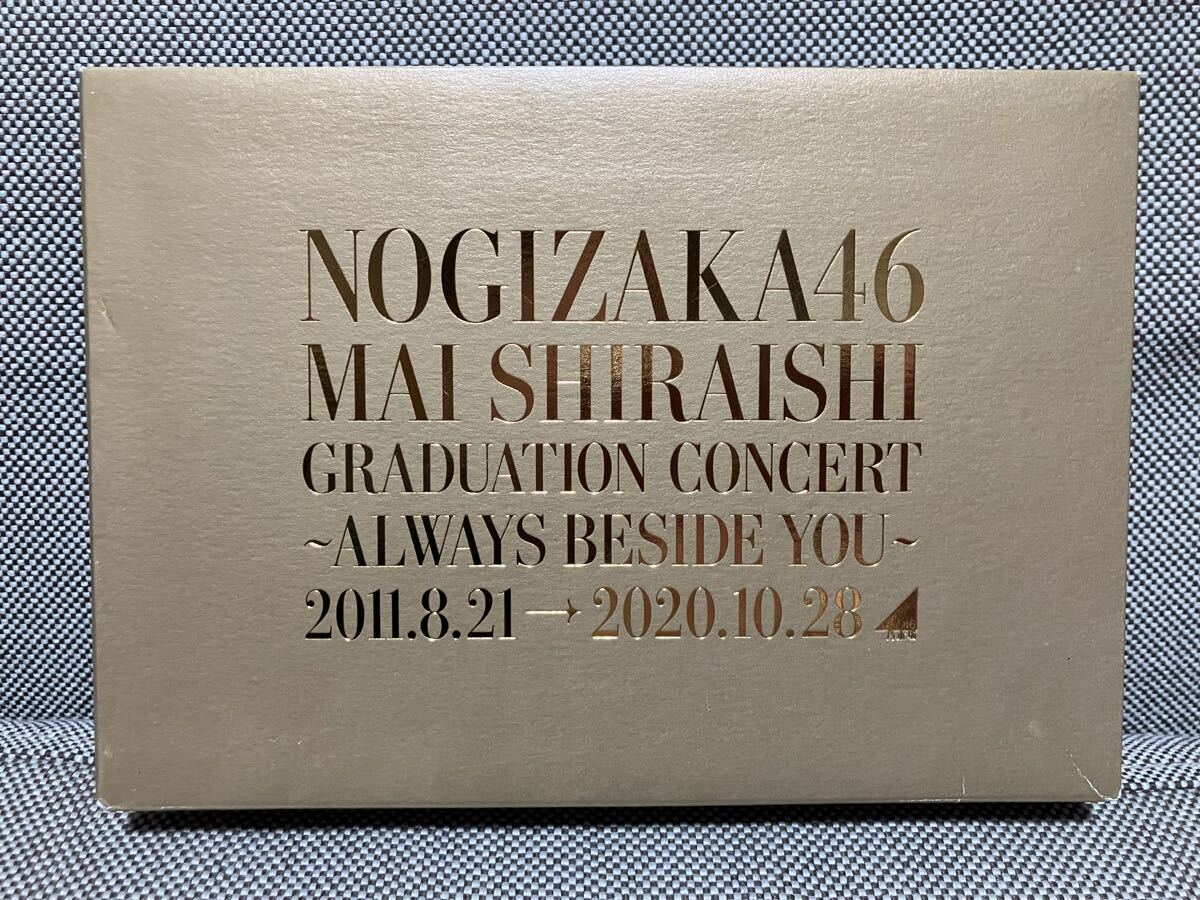 NOGIZAKA46
MAI SHIRAISHI
GRADUATION CONCERT
~ALWAYS BESIDE YOU~
2011.8.21→2020.10.28